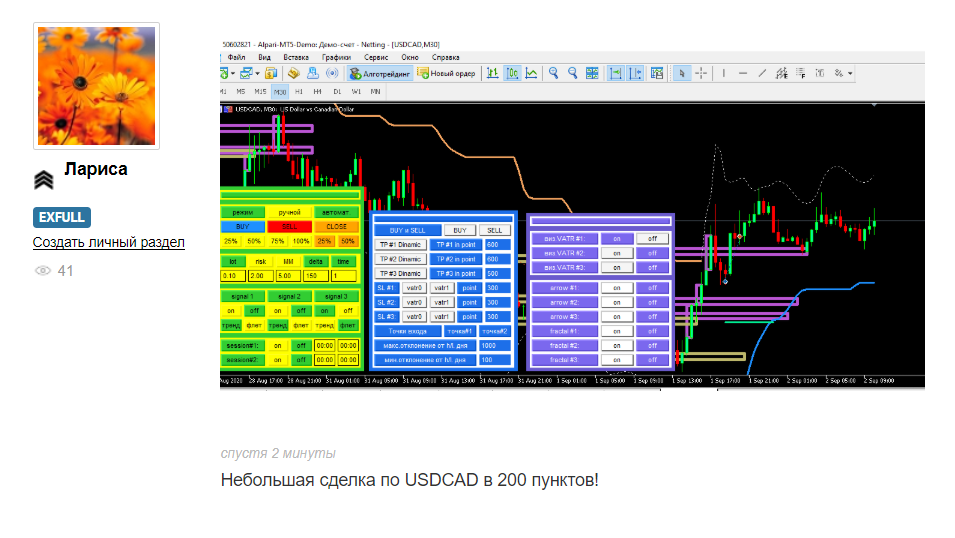 50602821 - Alpari-MT5-Demo: Демо-счет - Netting - [USDCAD,M30]
Файл Вид Вставка Графики Сервис Окно Справка
Алготрейдинг Новый ордер
M1 M5 M15 M30 H1 H4 D1 W1 MN
USDCAD, M30: US Dollar vs Canadian Dollar
Лариса
EXFULL
Создать личный раздел
41
режим ручной автомат.
BUY SELL CLOSE
25% 50% 75% 100% 25% 50%
lot risk MM delta time
0.10 2.00 5.00 150 1
signal 1 signal 2 signal 3
on off on off on off
тренд флет тренд флет тренд флет
session#1: on off 00:00 00:00
session#2: on off 00:00 00:00
BUY и SELL BUY SELL
TP #1 Dinamic TP #1 in point 600
TP #2 Dinamic TP #2 in point 600
TP #3 Dinamic TP #3 in point 500
SL #1: vatr0 vatr1 point 300
SL #2: vatr0 vatr1 point 300
SL #3: vatr0 vatr1 point 300
Точки входа точка#1 точка#2
макс.отклонение от h/l дня 1000
мин.отклонение от h/l дня 100
виз.VATR #1: on off
виз.VATR #2: on off
виз.VATR #3: on off
arrow #1: on off
arrow #2: on off
arrow #3: on off
fractal #1: on off
fractal #2: on off
fractal #3: on off
Aug 2020 28 Aug 17:00 28 Aug 21:00 31 Aug 01:00 31 Aug 05:00 31 Aug 09:00 31 Aug 13:00 31 Aug 17:00 31 Aug 21:00 1 Sep 01:00 1 Sep 05:00 1 Sep 09:00 1 Sep 13:00 1 Sep 17:00 1 Sep 21:00 2 Sep 01:00 2 Sep 05:00 2 Sep 09:00
спустя 2 минуты
Небольшая сделка по USDCAD в 200 пунктов!